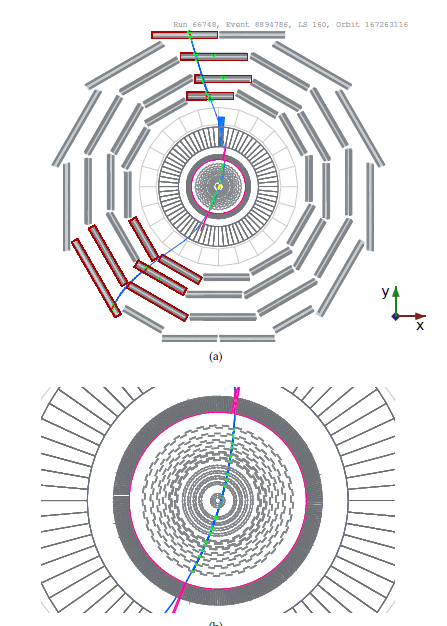 Run 66748, Event 8894786, LS 160, Orbit 167263116
y
x
(a)
(b)